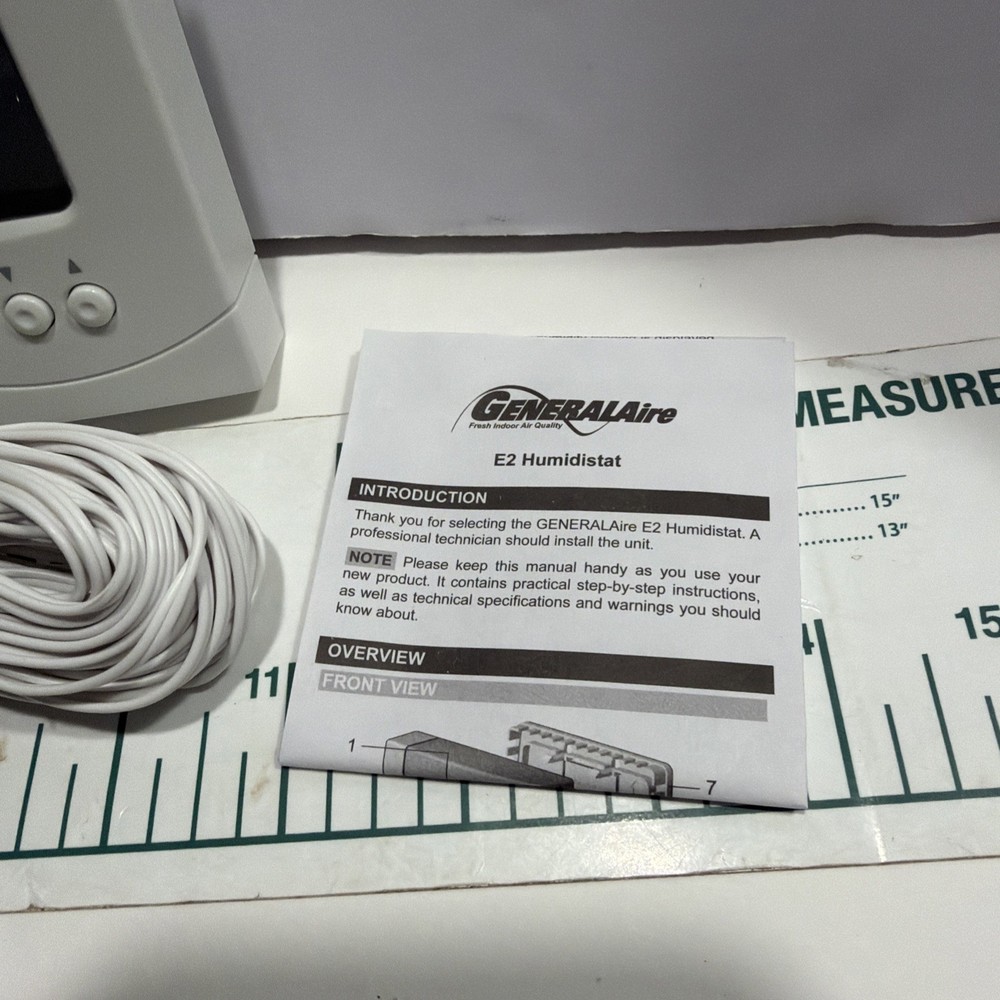 GENERALAire
Fresh Indoor Air Quality
E2 Humidistat
INTRODUCTION
Thank you for selecting the GENERALAire E2 Humidistat. A
professional technician should install the unit.
NOTE Please keep this manual handy as you use your
new product. It contains practical step-by-step instructions,
as well as technical specifications and warnings you should
know about.
OVERVIEW
FRONT VIEW
1
7
MEASURE
15"
13"
11
4
15